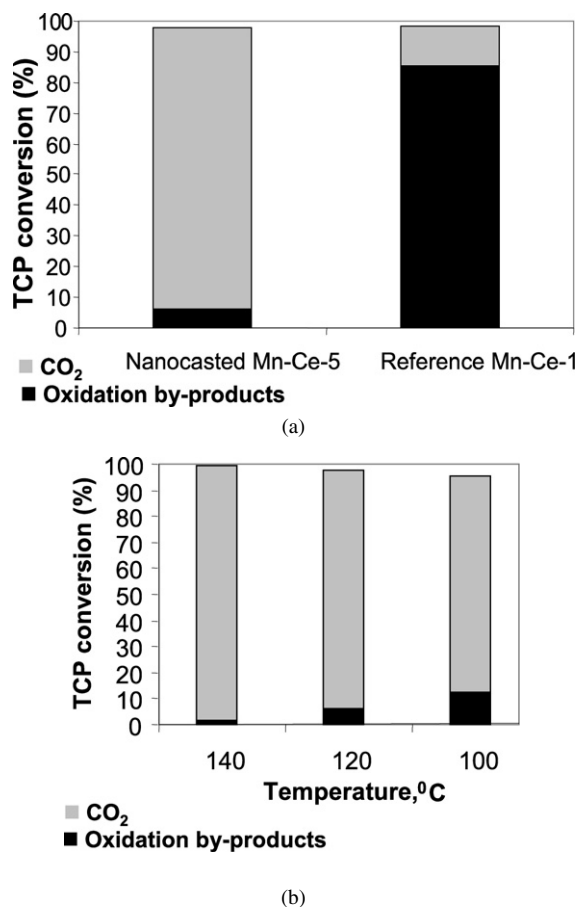 TCP conversion (%)
100
90
80
70
60
50
40
30
20
10
0
Nanocasted Mn-Ce-5 Reference Mn-Ce-1
CO₂
Oxidation by-products
(a)
TCP conversion (%)
100
90
80
70
60
50
40
30
20
10
0
140 120 100
Temperature,⁰C
CO₂
Oxidation by-products
(b)